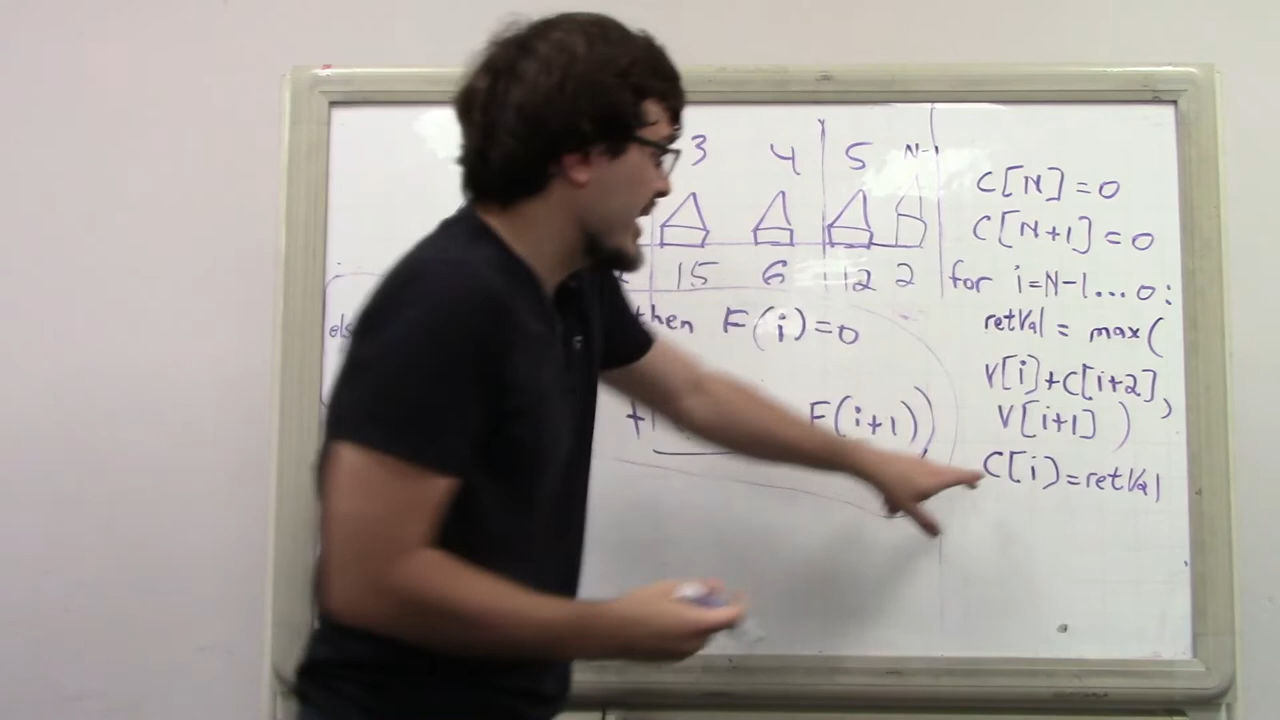 3 4 5 N-1
15 6 12 2
then F(i)=0
els
+ F(i+1))
C[N]=0
C[N+1]=0
for i=N-1...0:
retVal = max(
V[i]+C[i+2],
V[i+1])
C[i]=retVal